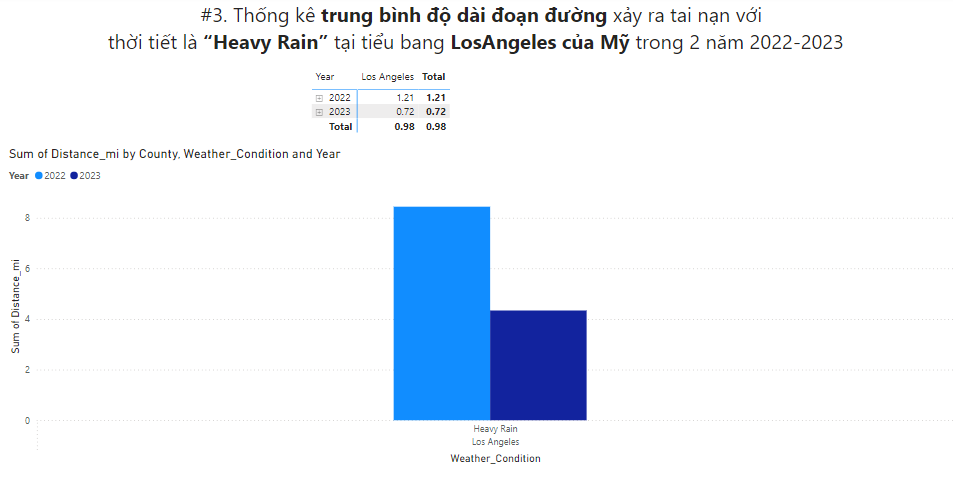 #3. Thống kê trung bình độ dài đoạn đường xảy ra tai nạn với
thời tiết là “Heavy Rain” tại tiểu bang LosAngeles của Mỹ trong 2 năm 2022-2023
Year Los Angeles Total
2022 1.21 1.21
2023 0.72 0.72
Total 0.98 0.98
Sum of Distance_mi by County, Weather_Condition and Year
Year 2022 2023
8
6
4
2
0
Sum of Distance_mi
Heavy Rain
Los Angeles
Weather_Condition